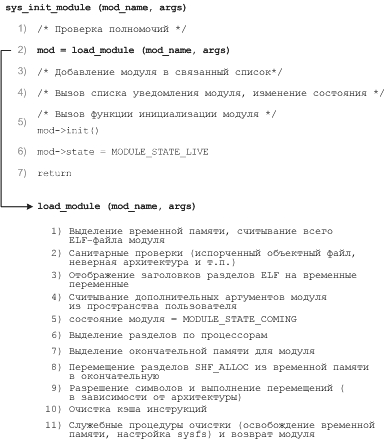 sys_init_module (mod_name, args)
1) /* Проверка полномочий */
2) mod = load_module (mod_name, args)
3) /* Добавление модуля в связанный список*/
4) /* Вызов списка уведомления модуля, изменение состояния */
5) /* Вызов функции инициализации модуля */
mod->init()
6) mod->state = MODULE_STATE_LIVE
7) return
load_module (mod_name, args)
1) Выделение временной памяти, считывание всего
ELF-файла модуля
2) Санитарные проверки (испорченный объектный файл,
неверная архитектура и т.п.)
3) Отображение заголовков разделов ELF на временные
переменные
4) Считывание дополнительных аргументов модуля
из пространства пользователя
5) состояние модуля = MODULE_STATE_COMING
6) Выделение разделов по процессорам
7) Выделение окончательной памяти для модуля
8) Перемещение разделов SHF_ALLOC из временной памяти
в окончательную
9) Разрешение символов и выполнение перемещений (
в зависимости от архитектуры)
10) Очистка кэша инструкций
11) Служебные процедуры очистки (освобождение временной
памяти, настройка sysfs) и возврат модуля